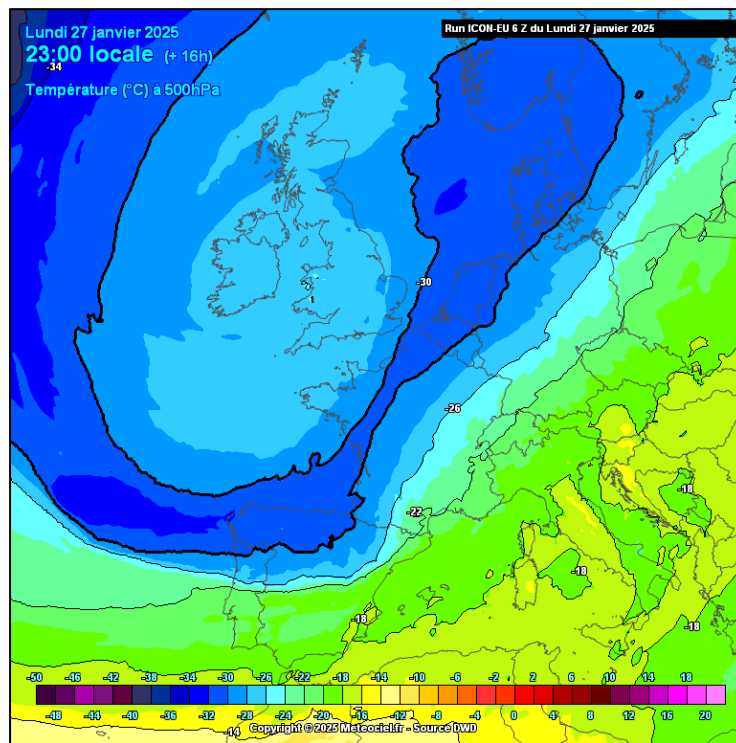 Lundi 27 janvier 2025
Run ICON-EU 6 Z du Lundi 27 janvier 2025
23:00 locale (+ 16h)
-34
Température (°C) à 500hPa
-30
1
-26
-18
-22
-18
-18
-18
-50 -46 -42 -38 -34 -30 -26 -22 -18 -14 -10 -6 -2 2 6 10 14 18
-48 -44 -40 -36 -32 -28 -24 -20 -16 -12 -8 -4 0 4 8 12 16 20
-14
Copyright © 2025 Meteociel.fr - Source DWD